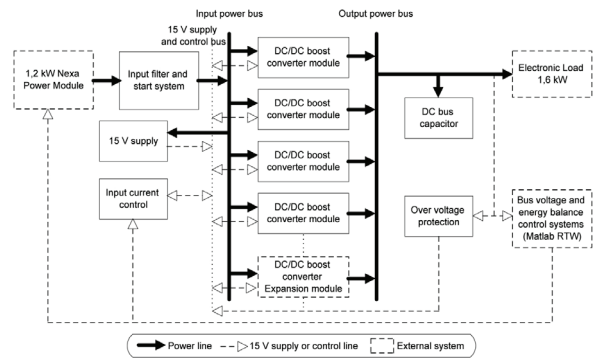 Input power bus
Output power bus
15 V supply
and control bus
1,2 kW Nexa
Power Module
Input filter and
start system
DC/DC boost
converter module
Electronic Load
1,6 kW
DC/DC boost
converter module
DC bus
capacitor
15 V supply
DC/DC boost
converter module
Input current
control
DC/DC boost
converter module
Over voltage
protection
Bus voltage and
energy balance
control systems
(Matlab RTW)
DC/DC boost
converter
Expansion module
Power line
15 V supply or control line
External system